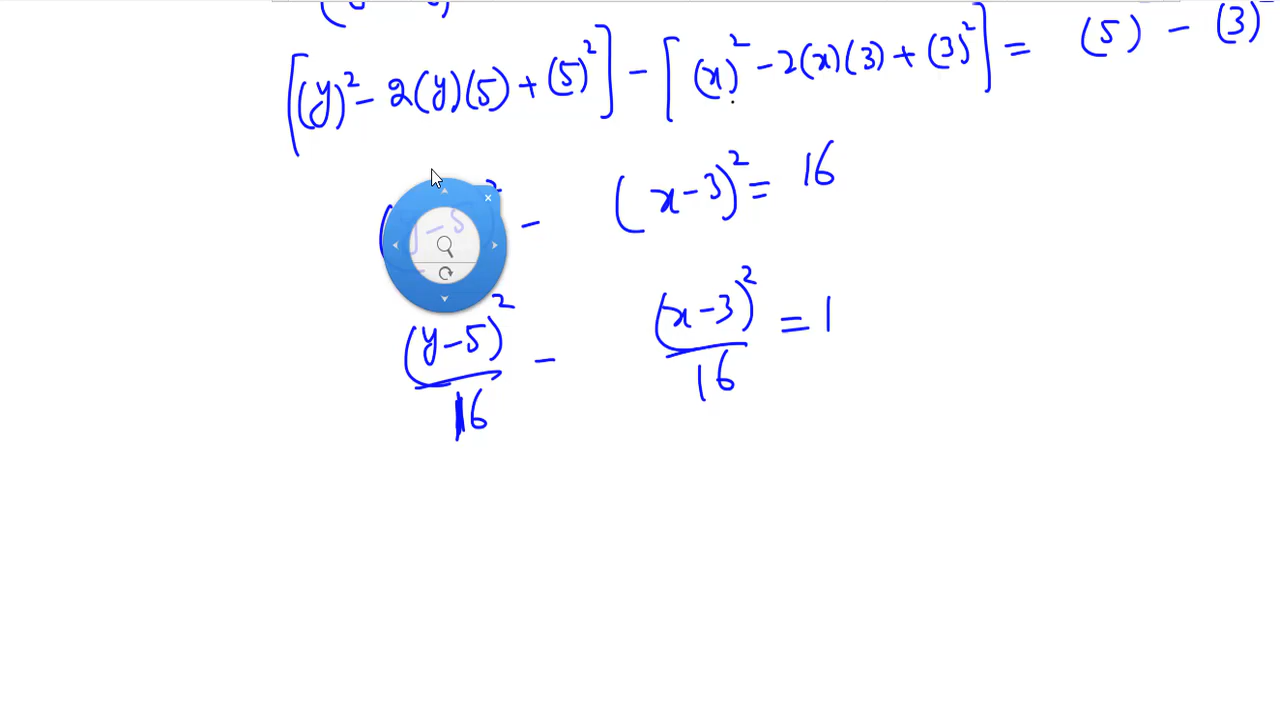 [(y)² - 2(y)(5) + (5)²] - [(x)² - 2(x)(3) + (3)²] = (5) - (3)
- (x-3)² = 16
(y-5)²/16 - (x-3)²/16 = 1